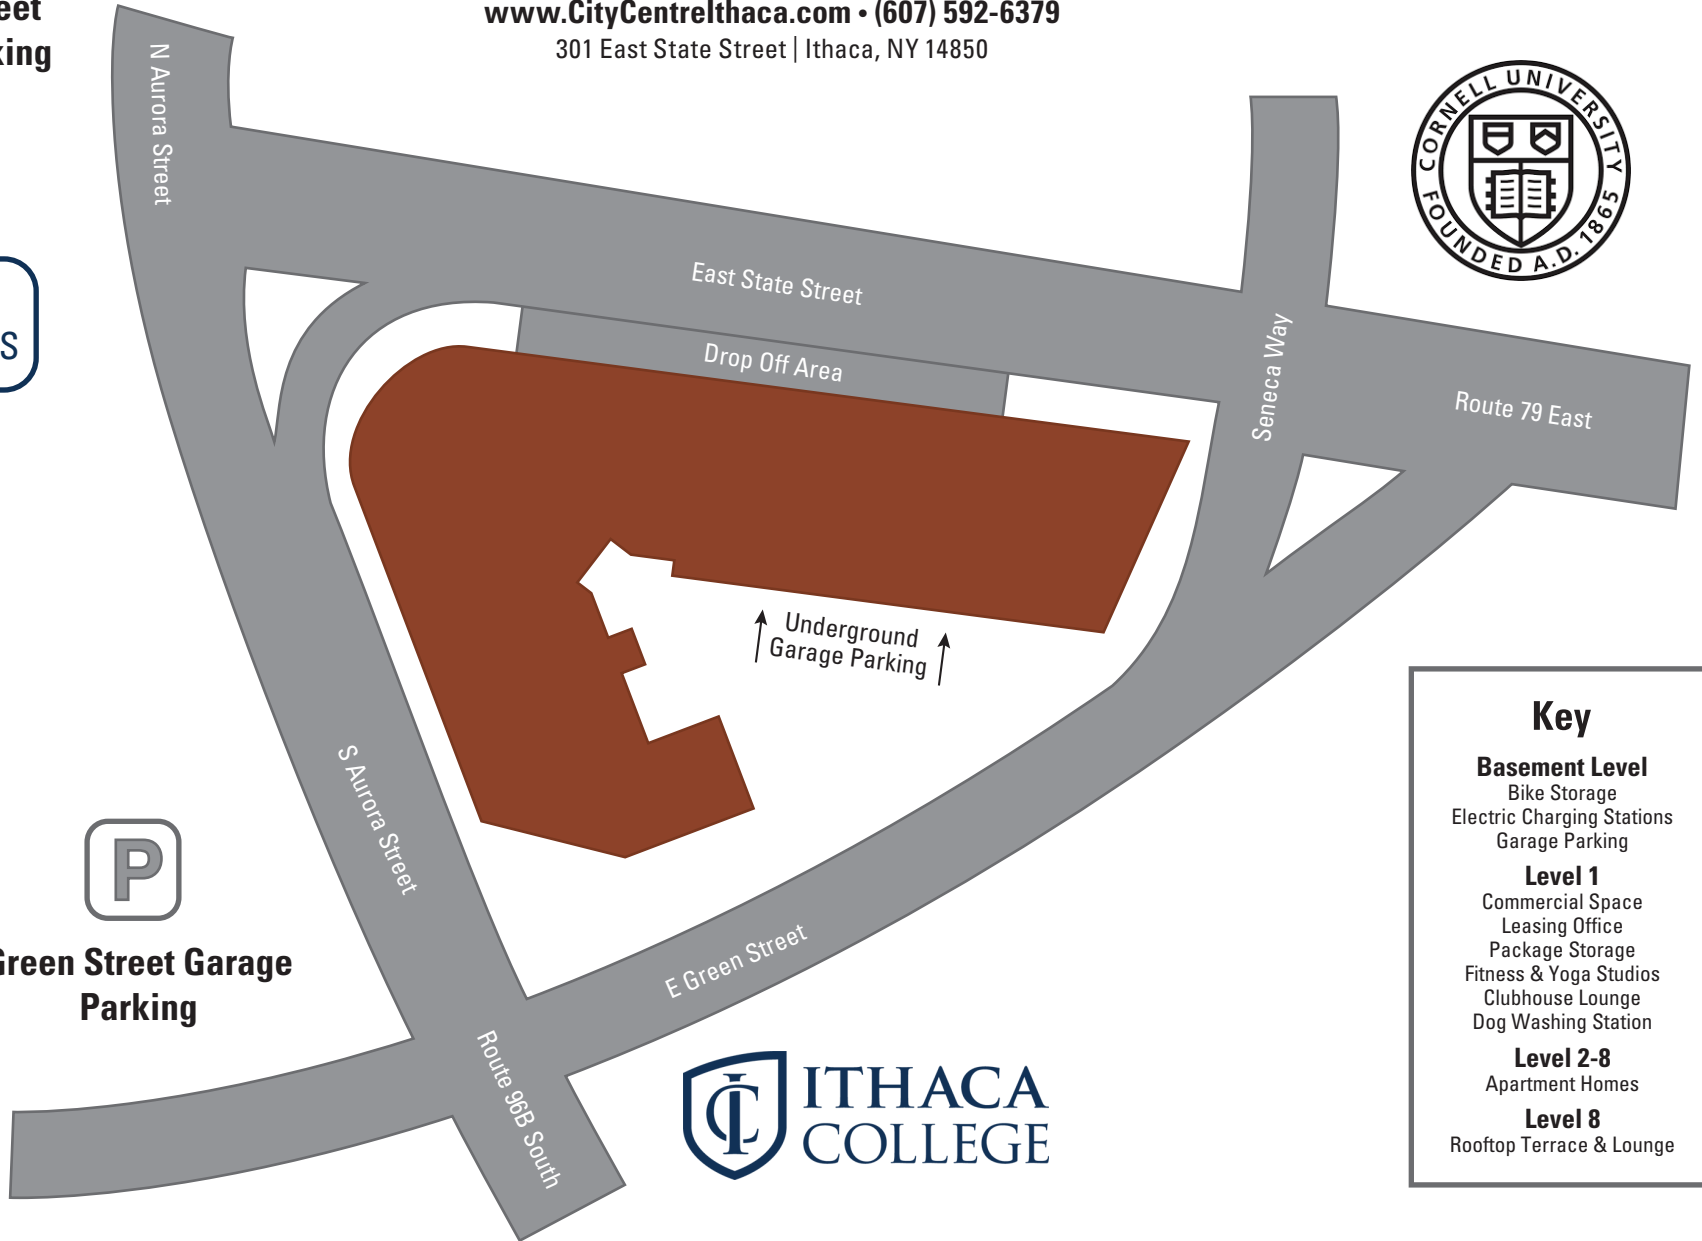 www.CityCentreIthaca.com • (607) 592-6379
301 East State Street | Ithaca, NY 14850
N Aurora Street
CORNELL UNIVERSITY
FOUNDED A.D. 1865
East State Street
Drop Off Area
Seneca Way
Route 79 East
Underground
Garage Parking
S Aurora Street
P
Green Street Garage
Parking
E Green Street
Route 96B South
IC
ITHACA
COLLEGE
Key
Basement Level
Bike Storage
Electric Charging Stations
Garage Parking
Level 1
Commercial Space
Leasing Office
Package Storage
Fitness & Yoga Studios
Clubhouse Lounge
Dog Washing Station
Level 2-8
Apartment Homes
Level 8
Rooftop Terrace & Lounge